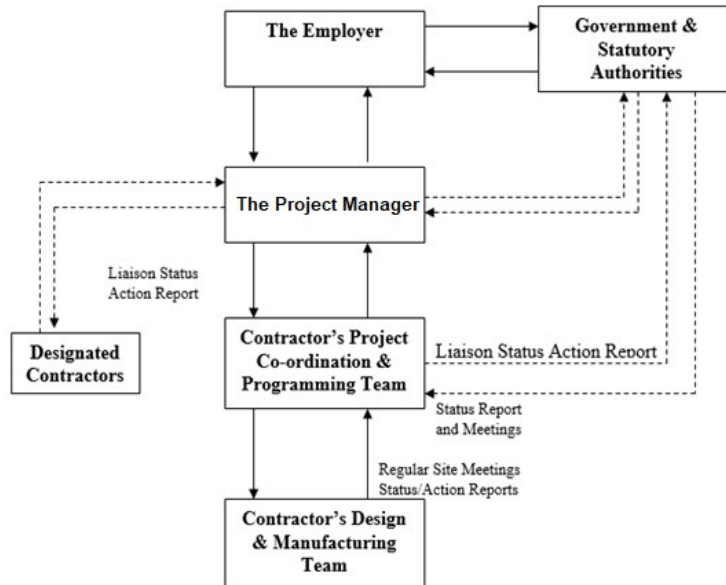 The Employer
Government &
Statutory
Authorities
The Project Manager
Liaison Status
Action Report
Designated
Contractors
Contractor's Project
Co-ordination &
Programming Team
Liaison Status Action Report
Status Report
and Meetings
Regular Site Meetings
Status/Action Reports
Contractor's Design
& Manufacturing
Team